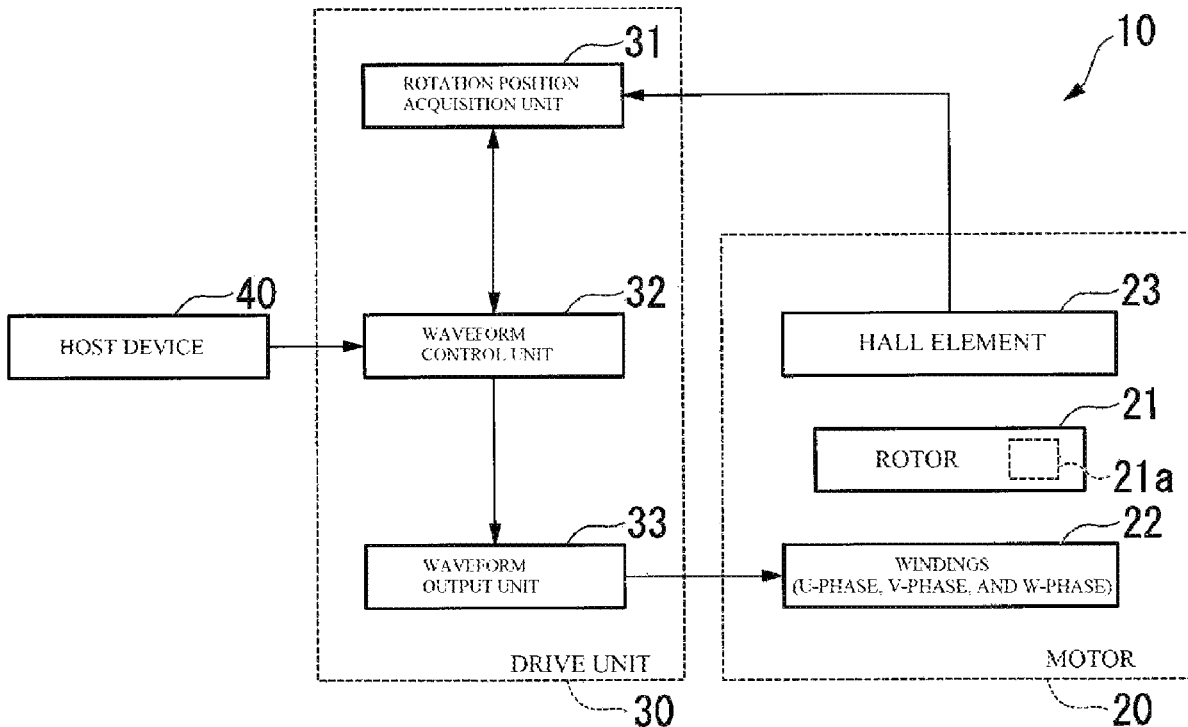 10
31
ROTATION POSITION
ACQUISITION UNIT
40
HOST DEVICE
32
WAVEFORM
CONTROL UNIT
23
HALL ELEMENT
21
ROTOR
21a
33
WAVEFORM
OUTPUT UNIT
22
WINDINGS
(U-PHASE, V-PHASE, AND W-PHASE)
DRIVE UNIT
30
MOTOR
20